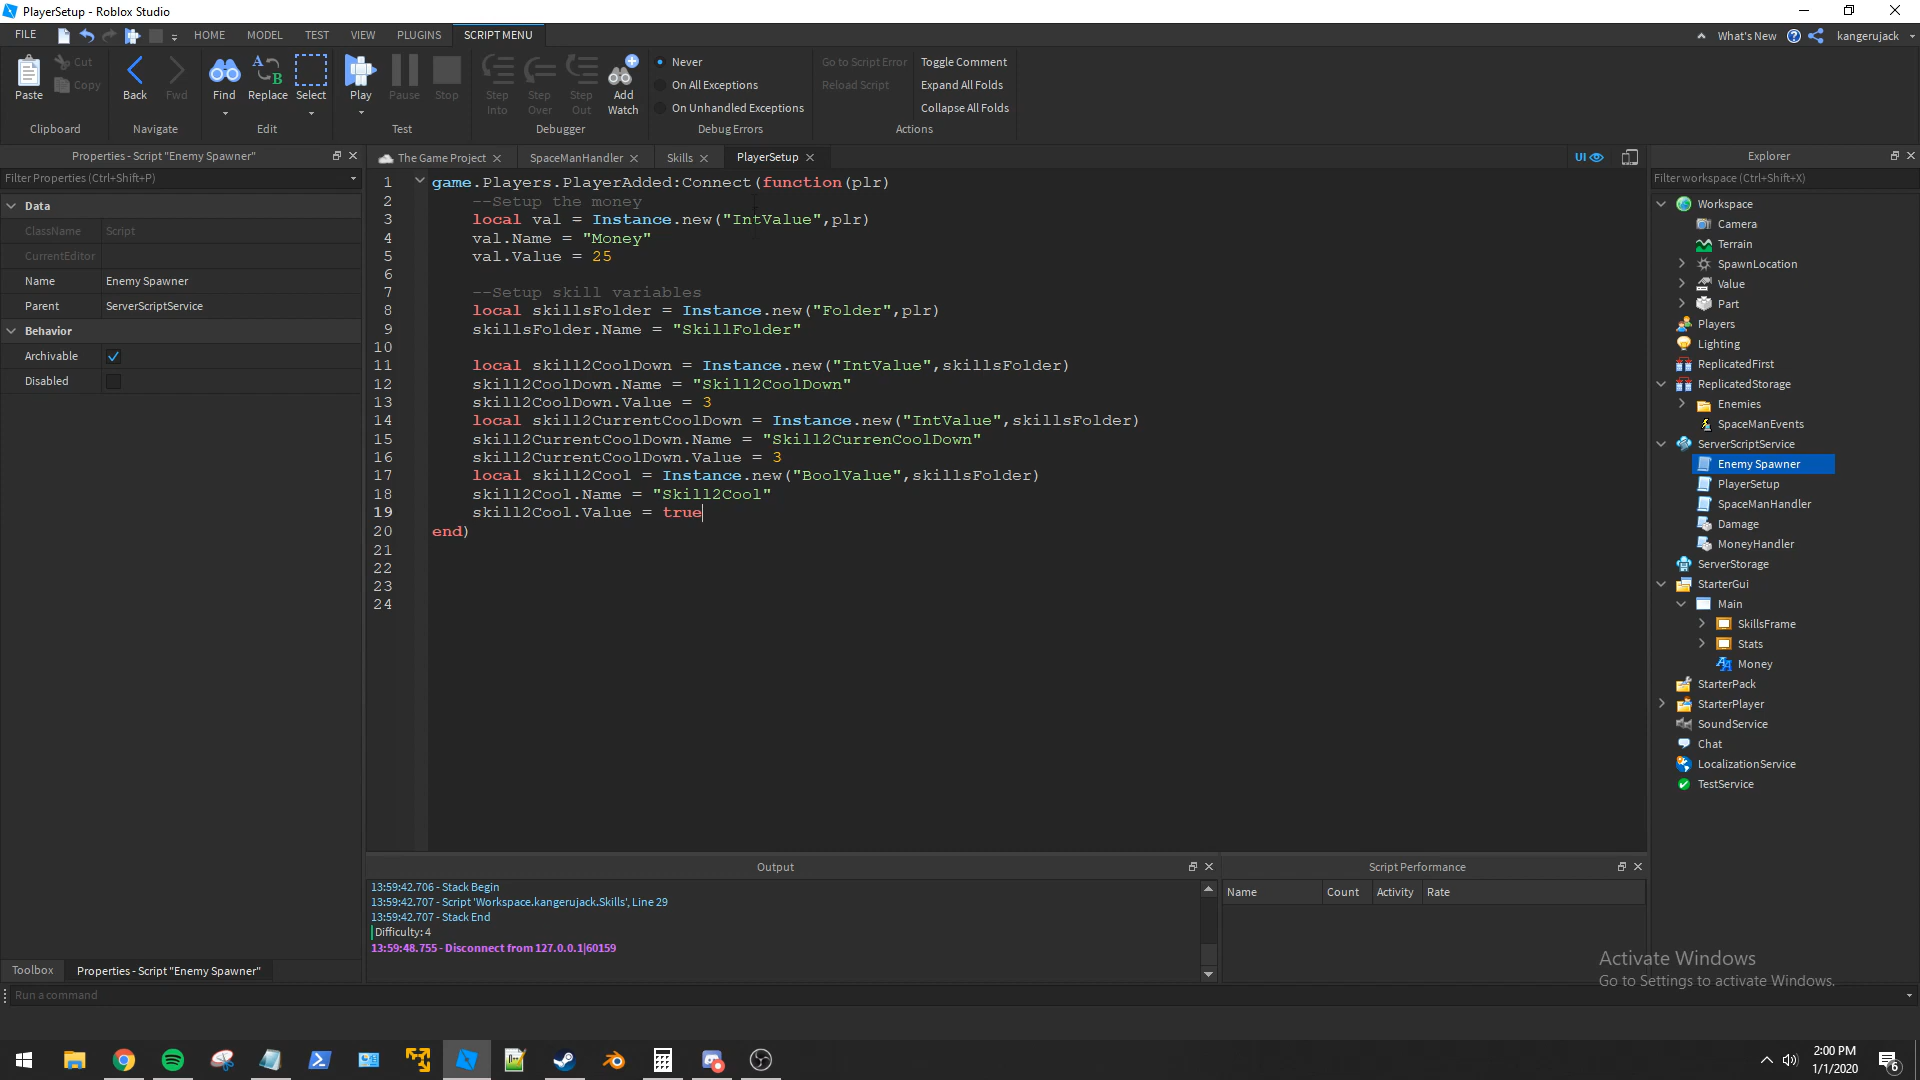 PlayerSetup - Roblox Studio
FILE HOME MODEL TEST VIEW PLUGINS SCRIPT MENU What's New kangerujack
Paste Cut Copy Back Fwd Find Replace Select Play Pause Stop Step Into Step Over Step Out Add Watch
Never
On All Exceptions
On Unhandled Exceptions
Go to Script Error
Reload Script
Toggle Comment
Expand All Folds
Collapse All Folds
Clipboard Navigate Edit Test Debugger Debug Errors Actions
Properties - Script "Enemy Spawner"
Filter Properties (Ctrl+Shift+P)
Data
ClassName Script
CurrentEditor
Name Enemy Spawner
Parent ServerScriptService
Behavior
Archivable
Disabled
Toolbox Properties - Script "Enemy Spawner"
The Game Project SpaceManHandler Skills PlayerSetup UI
1 game.Players.PlayerAdded:Connect(function(plr)
2 --Setup the money
3 local val = Instance.new("IntValue",plr)
4 val.Name = "Money"
5 val.Value = 25
6
7 --Setup skill variables
8 local skillsFolder = Instance.new("Folder",plr)
9 skillsFolder.Name = "SkillFolder"
10
11 local skill2CoolDown = Instance.new("IntValue",skillsFolder)
12 skill2CoolDown.Name = "Skill2CoolDown"
13 skill2CoolDown.Value = 3
14 local skill2CurrentCoolDown = Instance.new("IntValue",skillsFolder)
15 skill2CurrentCoolDown.Name = "Skill2CurrenCoolDown"
16 skill2CurrentCoolDown.Value = 3
17 local skill2Cool = Instance.new("BoolValue",skillsFolder)
18 skill2Cool.Name = "Skill2Cool"
19 skill2Cool.Value = true
20 end)
21
22
23
24
Output
13:59:42.706 - Stack Begin
13:59:42.707 - Script 'Workspace.kangerujack.Skills', Line 29
13:59:42.707 - Stack End
Difficulty: 4
13:59:48.755 - Disconnect from 127.0.0.1|60159
Script Performance
Name Count Activity Rate
Explorer
Filter workspace (Ctrl+Shift+X)
Workspace
Camera
Terrain
SpawnLocation
Value
Part
Players
Lighting
ReplicatedFirst
ReplicatedStorage
Enemies
SpaceManEvents
ServerScriptService
Enemy Spawner
PlayerSetup
SpaceManHandler
Damage
MoneyHandler
ServerStorage
StarterGui
Main
SkillsFrame
Stats
Money
StarterPack
StarterPlayer
SoundService
Chat
LocalizationService
TestService
Activate Windows
Go to Settings to activate Windows.
Run a command
2:00 PM
1/1/2020
6